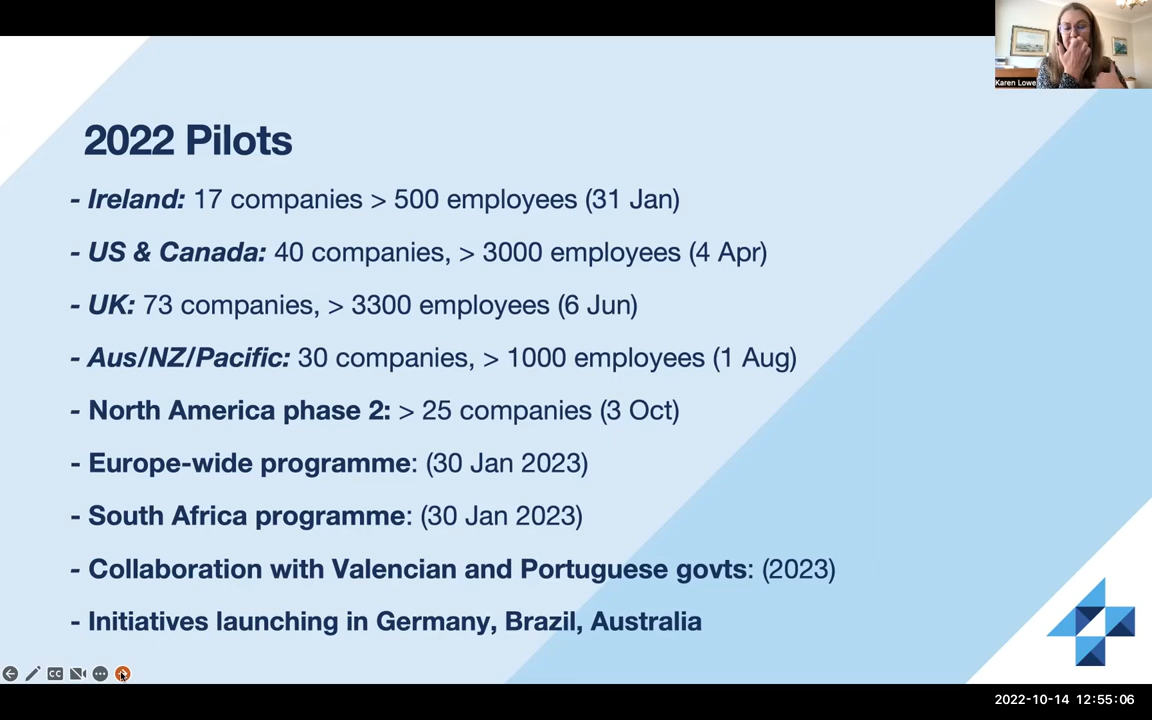 Karen Lowe
2022 Pilots
- Ireland: 17 companies > 500 employees (31 Jan)
- US & Canada: 40 companies, > 3000 employees (4 Apr)
- UK: 73 companies, > 3300 employees (6 Jun)
- Aus/NZ/Pacific: 30 companies, > 1000 employees (1 Aug)
- North America phase 2: > 25 companies (3 Oct)
- Europe-wide programme: (30 Jan 2023)
- South Africa programme: (30 Jan 2023)
- Collaboration with Valencian and Portuguese govts: (2023)
- Initiatives launching in Germany, Brazil, Australia
CC
2022-10-14 12:55:06